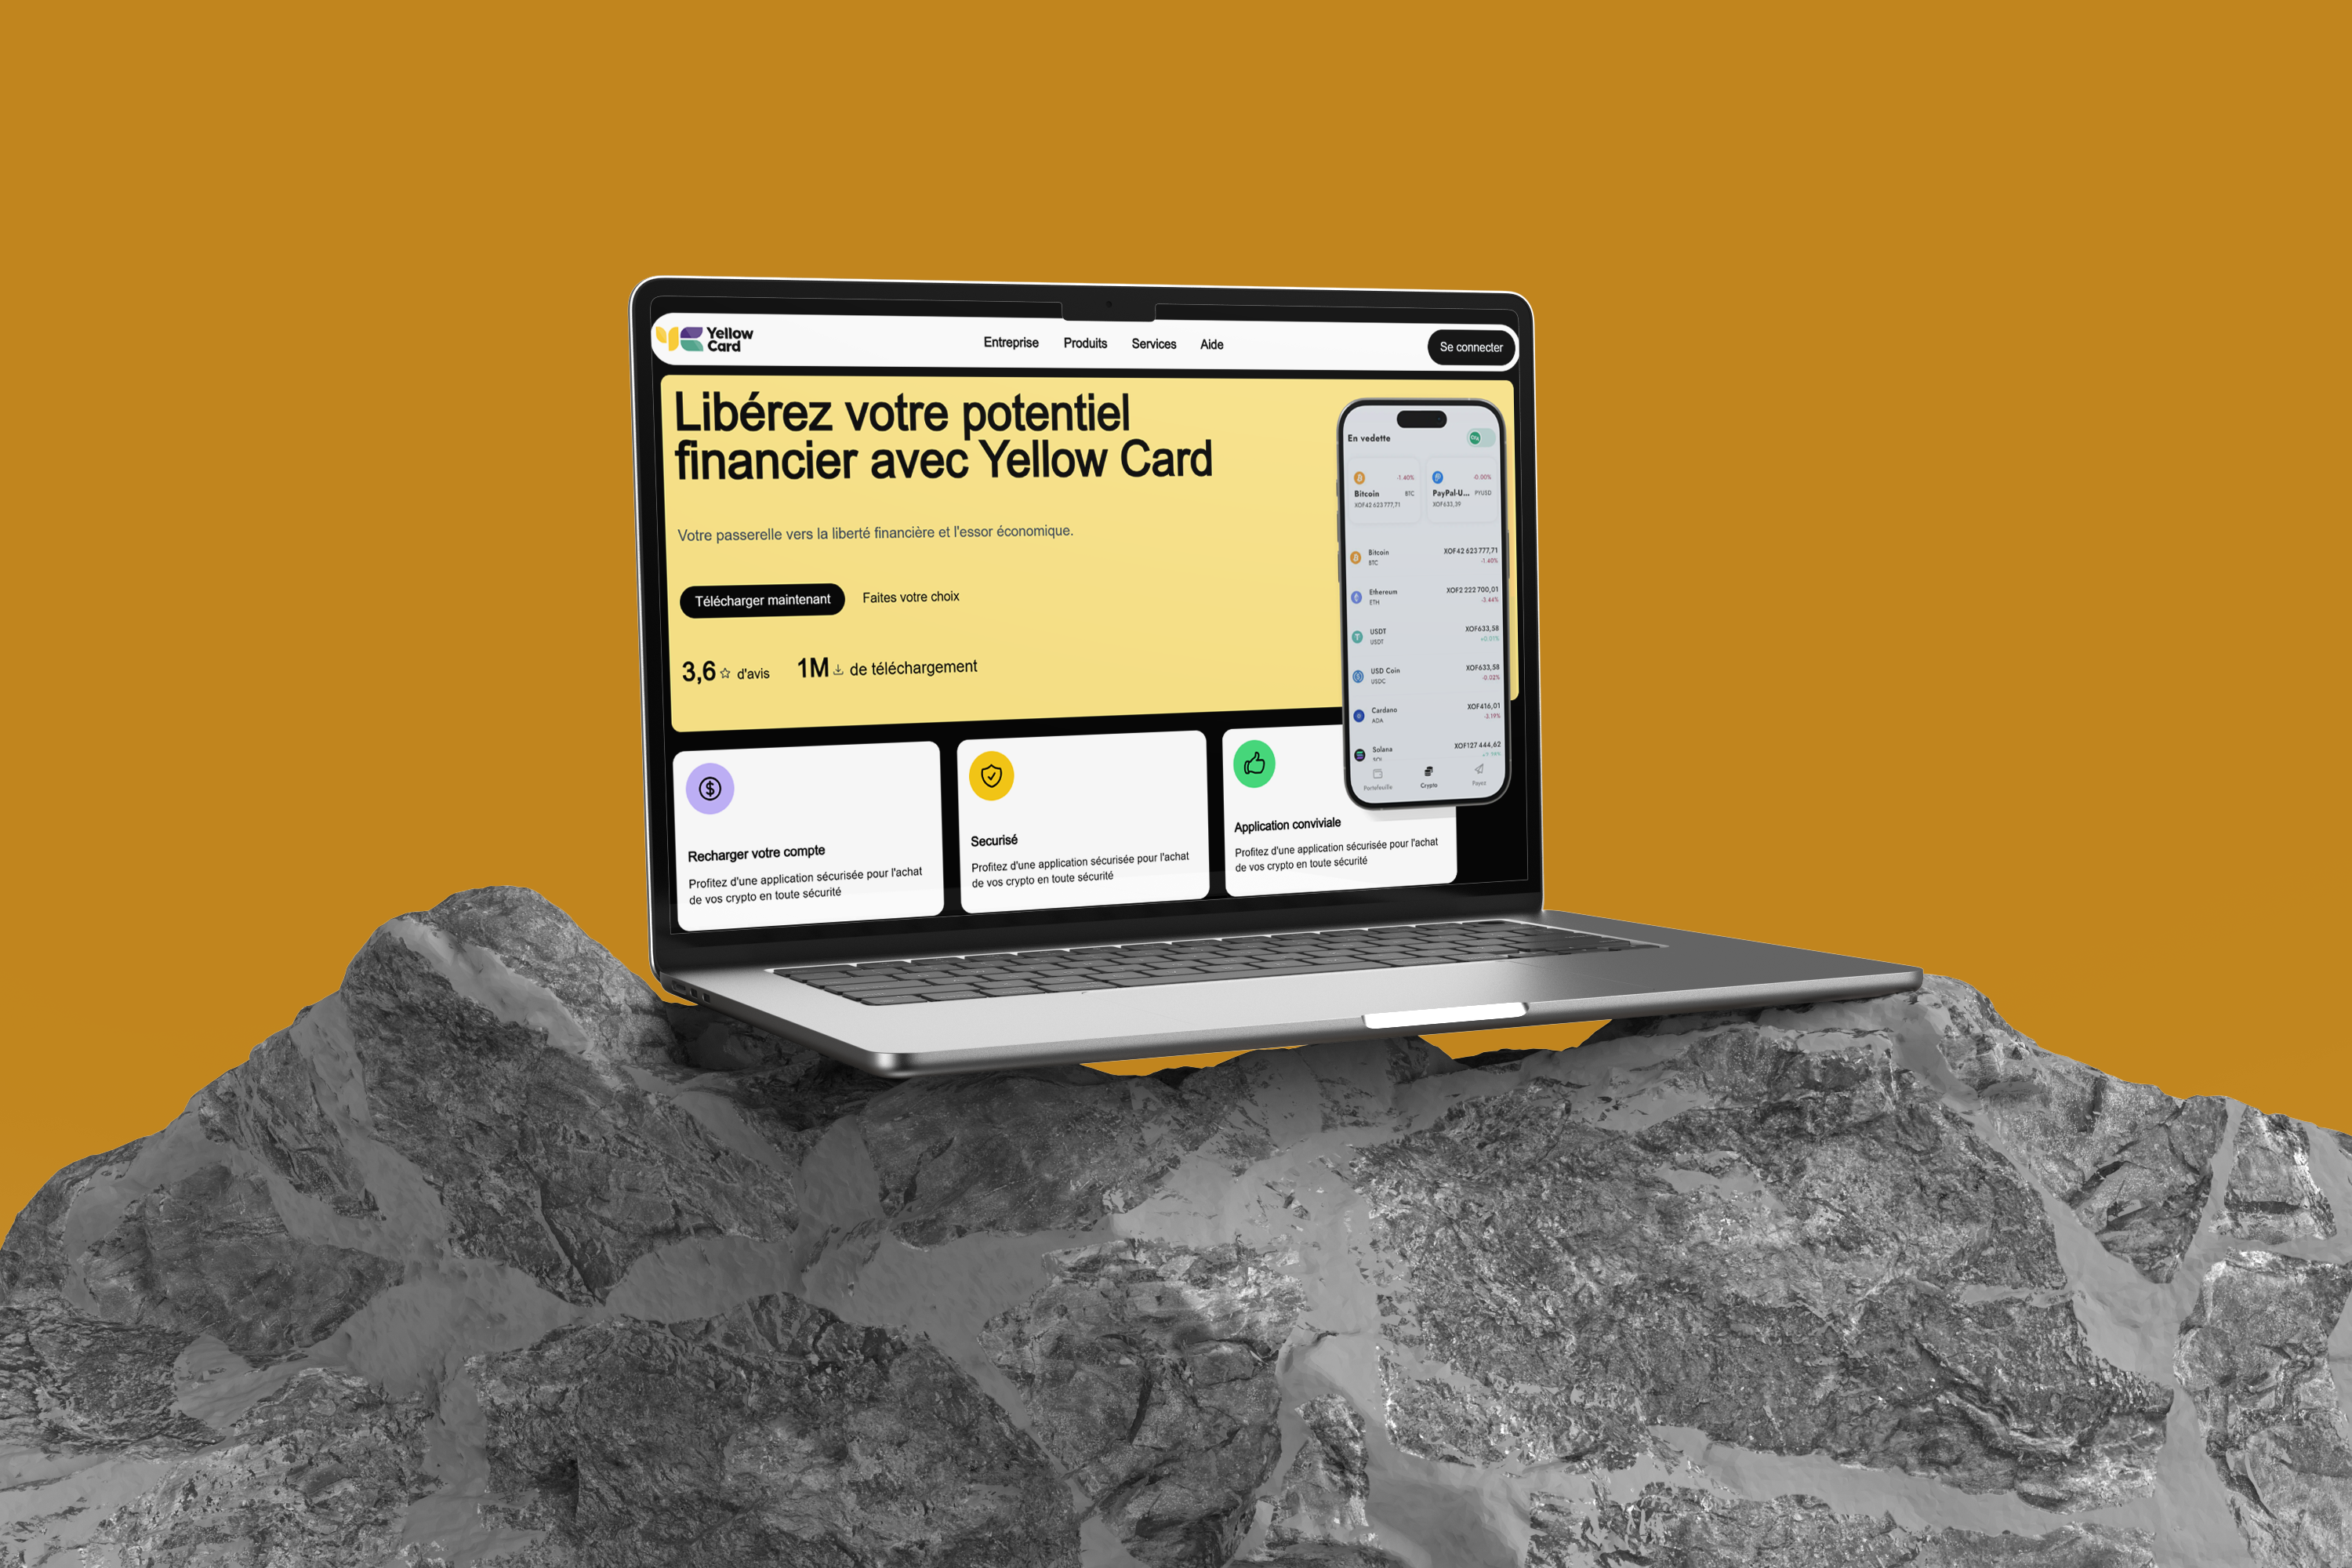 Yellow
Card
Entreprise
Produits
Services
Aide
Se connecter
Libérez votre potentiel
financier avec Yellow Card
Votre passerelle vers la liberté financière et l'essor économique.
Télécharger maintenant
Faites votre choix
3,6 d'avis
1M de téléchargement
Recharger votre compte
Profitez d'une application sécurisée pour l'achat
de vos crypto en toute sécurité
Securisé
Profitez d'une application sécurisée pour l'achat
de vos crypto en toute sécurité
Application conviviale
Profitez d'une application sécurisée pour l'achat
de vos crypto en toute sécurité
En vedette
-1.40%
Bitcoin BTC
XOF42 623 777,71
-0.00%
PayPal-U... PYUSD
XOF633,39
Bitcoin XOF42 623 777,71
BTC -1.40%
Ethereum XOF2 222 700,01
ETH -3.44%
USDT XOF633,58
USDT +0.01%
USD Coin XOF633,58
USDC -0.02%
Cardano XOF416,01
ADA -3.19%
Solana XOF127 444,62
Portefeuille
Crypto
Payez